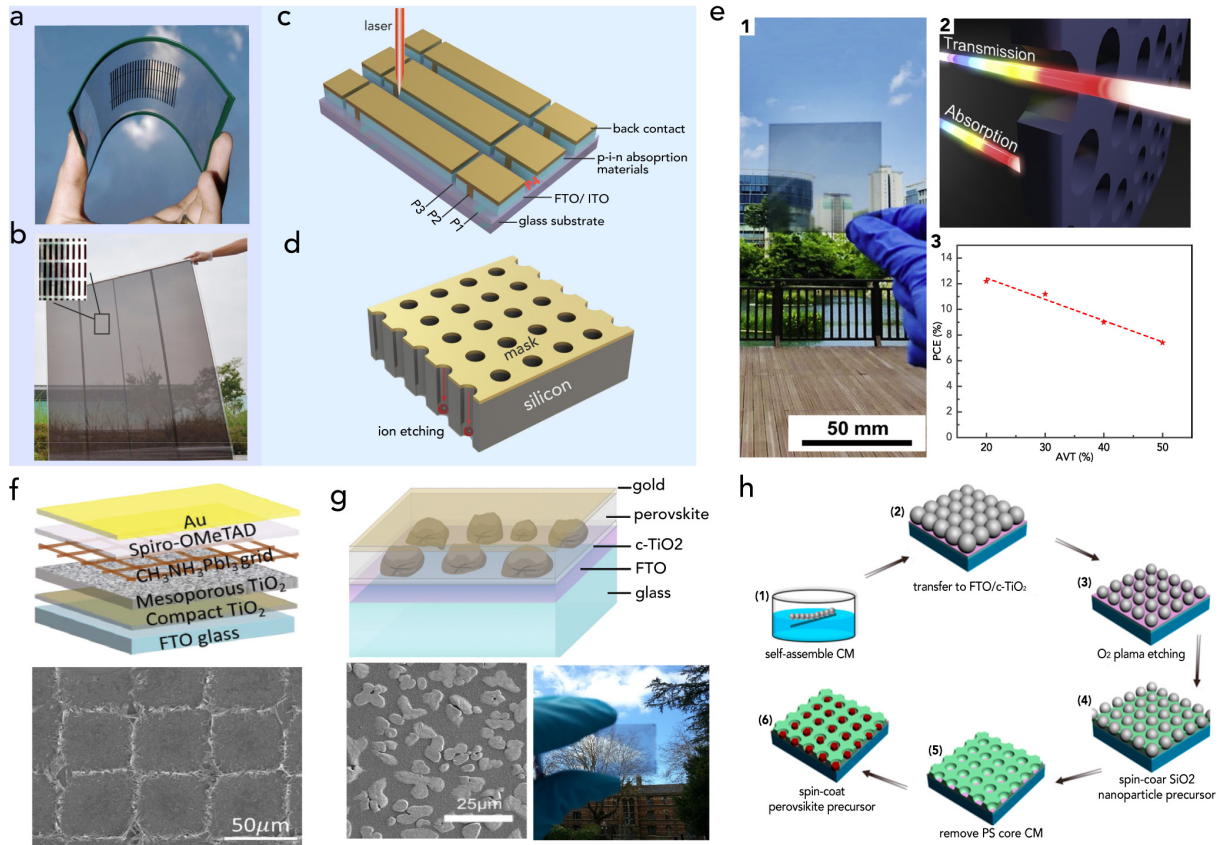 a
b
c
laser
back contact
p-i-n absoprtion
materials
FTO/ ITO
glass substrate
P3
P2
P1
d
mask
silicon
ion etching
e
1
50 mm
2
Transmission
Absorption
3
PCE (%)
14
12
10
8
6
4
2
0
20
30
40
50
AVT (%)
f
Au
Spiro-OMeTAD
CH₃NH₃PbI₃ grid
Mesoporous TiO₂
Compact TiO₂
FTO glass
50μm
g
gold
perovskite
c-TiO2
FTO
glass
25μm
h
(1)
self-assemble CM
(2)
transfer to FTO/c-TiO₂
(3)
O₂ plama etching
(4)
spin-coar SiO2
nanoparticle precursor
(5)
remove PS core CM
(6)
spin-coat
perovsikite precursor